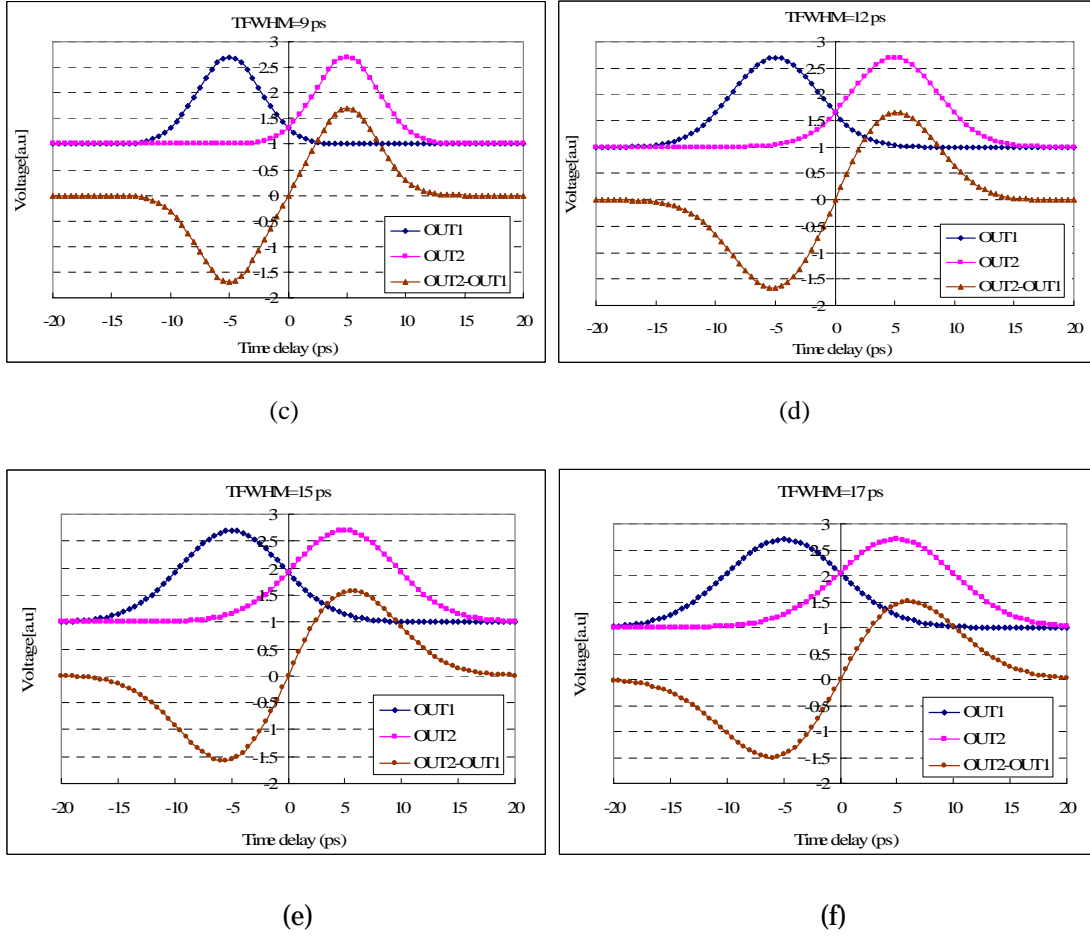 TFWHM=9 ps
3
2.5
2
1.5
1
0.5
0
-0.5
-1
-1.5
-2
-20 -15 -10 -5 0 5 10 15 20
Voltage[a.u]
Time delay (ps)
OUT1
OUT2
OUT2-OUT1
(c)
TFWHM=12 ps
3
2.5
2
1.5
1
0.5
0
-0.5
-1
-1.5
-2
-20 -15 -10 -5 0 5 10 15 20
Voltage[a.u]
Time delay (ps)
OUT1
OUT2
OUT2-OUT1
(d)
TFWHM=15 ps
3
2.5
2
1.5
1
0.5
0
-0.5
-1
-1.5
-2
-20 -15 -10 -5 0 5 10 15 20
Voltage[a.u]
Time delay (ps)
OUT1
OUT2
OUT2-OUT1
(e)
TFWHM=17 ps
3
2.5
2
1.5
1
0.5
0
-0.5
-1
-1.5
-2
-20 -15 -10 -5 0 5 10 15 20
Voltage[a.u]
Time delay (ps)
OUT1
OUT2
OUT2-OUT1
(f)